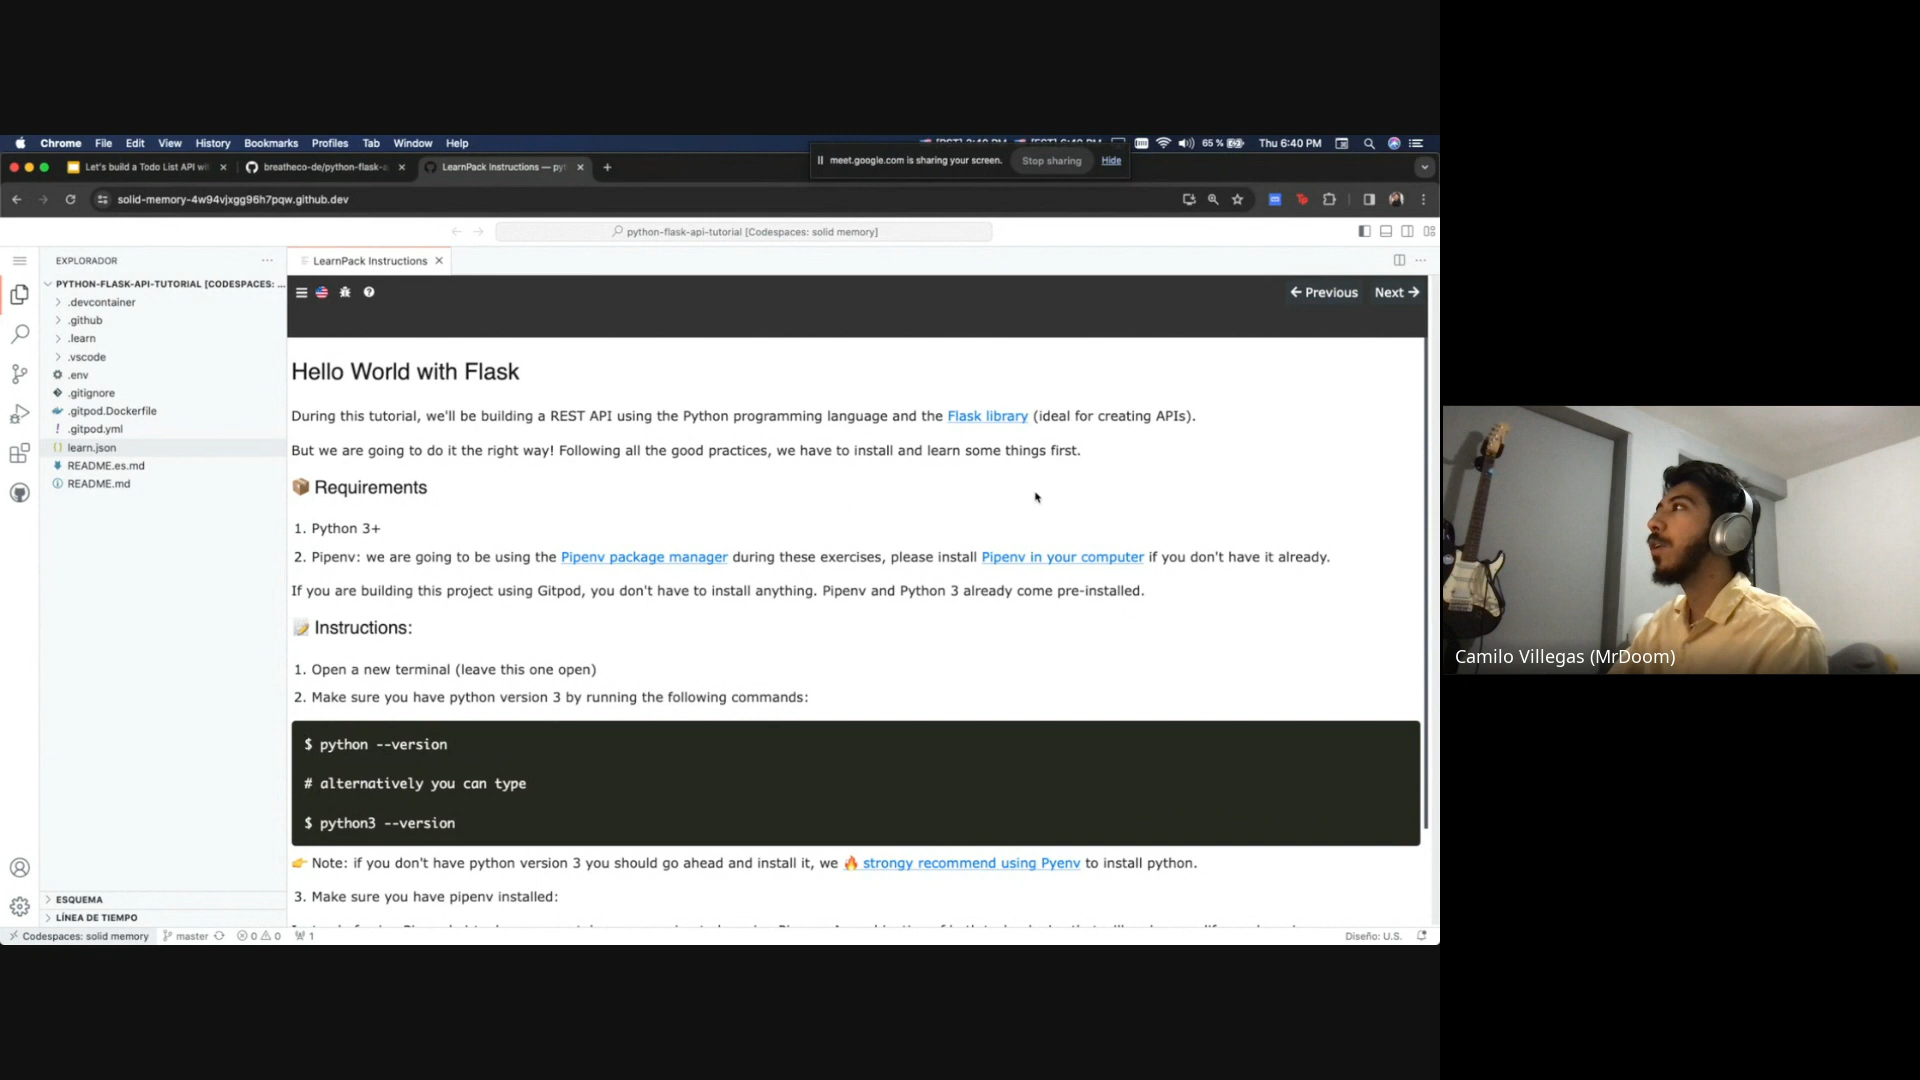 Chrome File Edit View History Bookmarks Profiles Tab Window Help
65 % Thu 6:40 PM
Let's build a Todo List API wi
breatheco-de/python-flask-a
LearnPack Instructions — pyt
meet.google.com is sharing your screen. Stop sharing Hide
solid-memory-4w94vjxgg96h7pqw.github.dev
python-flask-api-tutorial [Codespaces: solid memory]
EXPLORADOR
LearnPack Instructions
PYTHON-FLASK-API-TUTORIAL [CODESPACES: ...
.devcontainer
.github
.learn
.vscode
.env
.gitignore
.gitpod.Dockerfile
.gitpod.yml
learn.json
README.es.md
README.md
ESQUEMA
LÍNEA DE TIEMPO
← Previous Next →
Hello World with Flask
During this tutorial, we'll be building a REST API using the Python programming language and the Flask library (ideal for creating APIs).
But we are going to do it the right way! Following all the good practices, we have to install and learn some things first.
📦 Requirements
1. Python 3+
2. Pipenv: we are going to be using the Pipenv package manager during these exercises, please install Pipenv in your computer if you don't have it already.
If you are building this project using Gitpod, you don't have to install anything. Pipenv and Python 3 already come pre-installed.
📝 Instructions:
1. Open a new terminal (leave this one open)
2. Make sure you have python version 3 by running the following commands:
$ python --version
# alternatively you can type
$ python3 --version
👉 Note: if you don't have python version 3 you should go ahead and install it, we 🔥 strongy recommend using Pyenv to install python.
3. Make sure you have pipenv installed:
Codespaces: solid memory master 0 0 1
Diseño: U.S.
Camilo Villegas (MrDoom)